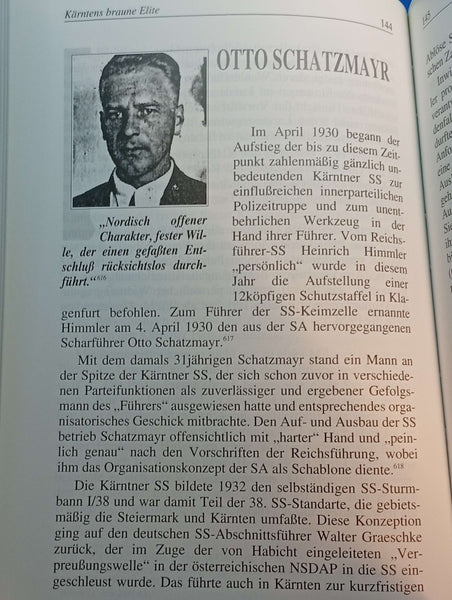 Kärntens braune Elite
144
OTTO SCHATZMAYR
„Nordisch offener
Charakter, fester Wil-
le, der einen gefaßten Ent-
schluß rücksichtslos durch-
führt.“616
Im April 1930 begann der
Aufstieg der bis zu diesem Zeit-
punkt zahlenmäßig gänzlich un-
bedeutenden Kärntner SS zur
einflußreichen innerparteilichen
Polizeitruppe und zum unent-
behrlichen Werkzeug in der
Hand ihrer Führer. Vom Reichs-
führer-SS Heinrich Himmler
„persönlich“ wurde in diesem
Jahr die Aufstellung einer
12köpfigen Schutzstaffel in Kla-
genfurt befohlen. Zum Führer der SS-Keimzelle ernannte
Himmler am 4. April 1930 den aus der SA hervorgegangenen
Scharführer Otto Schatzmayr.617
Mit dem damals 31jährigen Schatzmayr stand ein Mann an
der Spitze der Kärntner SS, der sich schon zuvor in verschiede-
nen Parteifunktionen als zuverlässiger und ergebener Gefolgs-
mann des „Führers“ ausgewiesen hatte und entsprechendes orga-
nisatorisches Geschick mitbrachte. Den Auf- und Ausbau der SS
betrieb Schatzmayr offensichtlich mit „harter“ Hand und „pein-
lich genau“ nach den Vorschriften der Reichsführung, wobei
ihm das Organisationskonzept der SA als Schablone diente.618
Die Kärntner SS bildete 1932 den selbständigen SS-Sturm-
bann I/38 und war damit Teil der 38. SS-Standarte, die gebiets-
mäßig die Steiermark und Kärnten umfaßte. Diese Konzeption
ging auf den deutschen SS-Abschnittsführer Walter Graeschke
zurück, der im Zuge der von Habicht eingeleiteten „Ver-
preußungswelle“ in der österreichischen NSDAP in die SS ein-
geschleust wurde. Das führte auch in Kärnten zur kurzfristigen
145
Ablöse S
schen Za